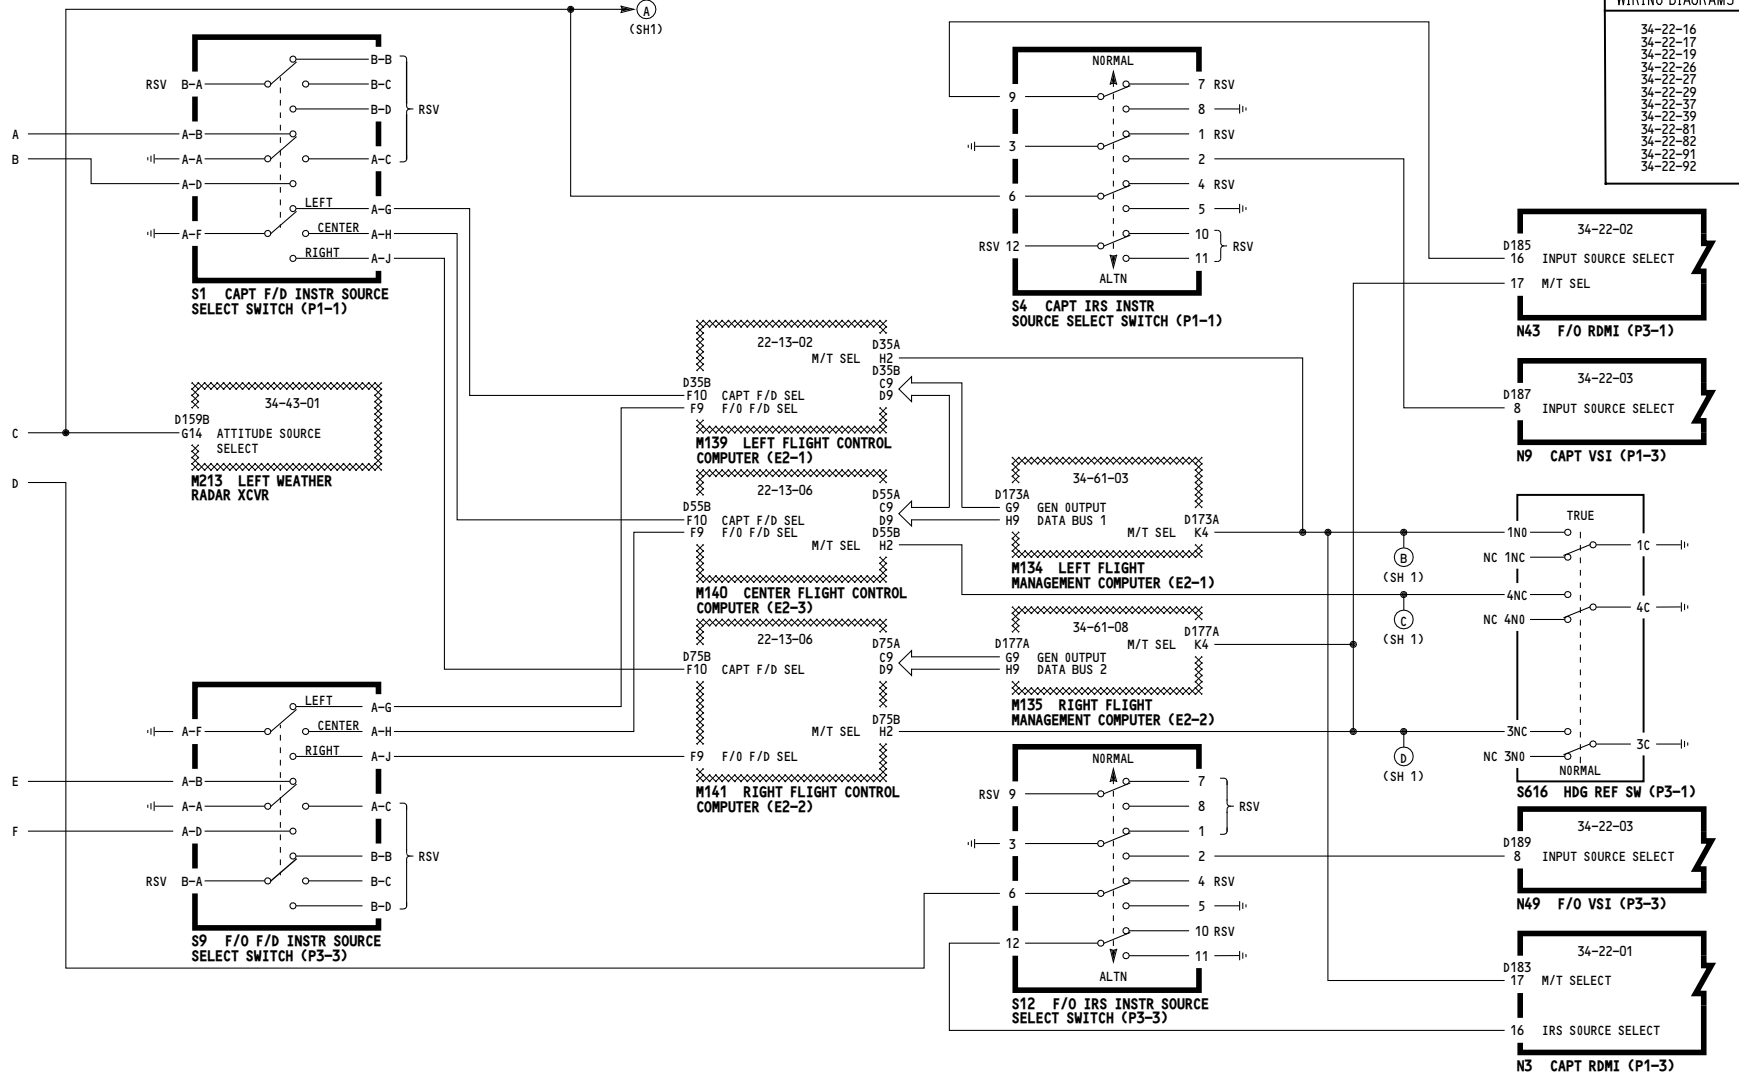 A
(SH1)
WIRING DIAGRAMS
34-22-16
34-22-17
34-22-19
34-22-26
34-22-27
34-22-29
34-22-37
34-22-39
34-22-81
34-22-82
34-22-91
34-22-92
A
B
C
D
E
F
RSV B-A
B-B
B-C
B-D
RSV
A-B
A-A
A-C
A-D
LEFT A-G
A-F
CENTER A-H
RIGHT A-J
S1 CAPT F/D INSTR SOURCE
SELECT SWITCH (P1-1)
34-43-01
D159B
G14 ATTITUDE SOURCE
SELECT
M213 LEFT WEATHER
RADAR XCVR
LEFT A-G
A-F
CENTER A-H
RIGHT A-J
A-B
A-A
A-C
A-D
B-B
RSV
RSV B-A
B-C
B-D
S9 F/O F/D INSTR SOURCE
SELECT SWITCH (P3-3)
22-13-02
D35A
M/T SEL H2
D35B
C9
D9
D35B
F10 CAPT F/D SEL
F9 F/O F/D SEL
M139 LEFT FLIGHT CONTROL
COMPUTER (E2-1)
22-13-06
D55A
C9
D9
D55B
D55B
F10 CAPT F/D SEL
F9 F/O F/D SEL
M/T SEL H2
M140 CENTER FLIGHT CONTROL
COMPUTER (E2-3)
22-13-06
D75A
C9
D9
D75B
F10 CAPT F/D SEL
D75B
M/T SEL H2
F9 F/O F/D SEL
M141 RIGHT FLIGHT CONTROL
COMPUTER (E2-2)
NORMAL
9
7 RSV
8
3
1 RSV
2
6
4 RSV
5
RSV 12
10
11
RSV
ALTN
S4 CAPT IRS INSTR
SOURCE SELECT SWITCH (P1-1)
34-61-03
D173A
G9 GEN OUTPUT
H9 DATA BUS 1
D173A
M/T SEL K4
M134 LEFT FLIGHT
MANAGEMENT COMPUTER (E2-1)
34-61-08
D177A
G9 GEN OUTPUT
H9 DATA BUS 2
D177A
M/T SEL K4
M135 RIGHT FLIGHT
MANAGEMENT COMPUTER (E2-2)
NORMAL
RSV 9
7
8
1
RSV
3
2
6
4 RSV
5
12
10 RSV
11
ALTN
S12 F/O IRS INSTR SOURCE
SELECT SWITCH (P3-3)
B
(SH 1)
C
(SH 1)
D
(SH 1)
34-22-02
D185
16 INPUT SOURCE SELECT
17 M/T SEL
N43 F/O RDMI (P3-1)
34-22-03
D187
8 INPUT SOURCE SELECT
N9 CAPT VSI (P1-3)
TRUE
1NO
1C
NC 1NC
4NC
4C
NC 4NO
3NC
3C
NC 3NO
NORMAL
S616 HDG REF SW (P3-1)
34-22-03
D189
8 INPUT SOURCE SELECT
N49 F/O VSI (P3-3)
34-22-01
D183
17 M/T SELECT
16 IRS SOURCE SELECT
N3 CAPT RDMI (P1-3)